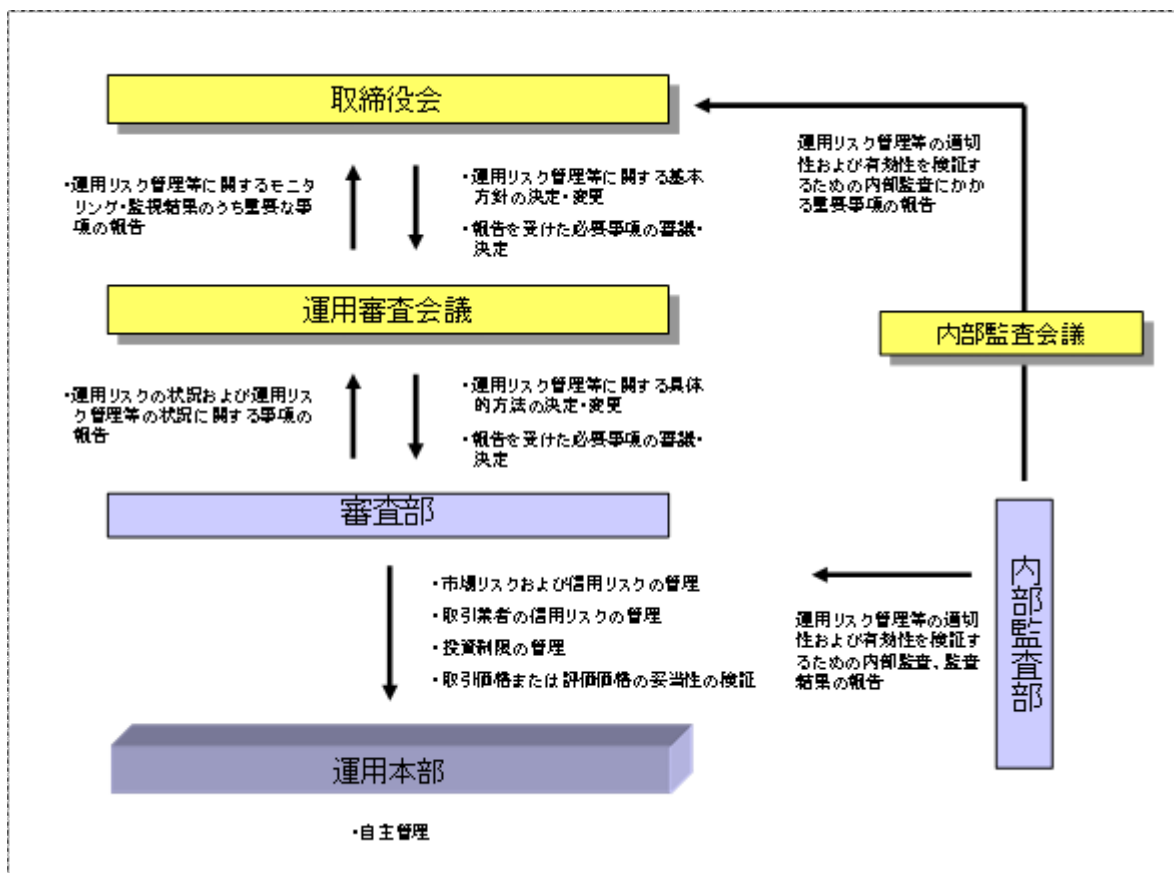 取締役会
・運用リスク管理等に関するモニタ
リング・監視結果のうち重要な事
項の報告
・運用リスク管理等に関する基本
方針の決定・変更
・報告を受けた必要事項の審議・
決定
運用リスク管理等の適切
性および有効性を検証す
るための内部監査にかか
る重要事項の報告
運用審査会議
内部監査会議
・運用リスクの状況および運用リス
ク管理等の状況に関する事項の
報告
・運用リスク管理等に関する具体
的方法の決定・変更
・報告を受けた必要事項の審議・
決定
審査部
・市場リスクおよび信用リスクの管理
・取引業者の信用リスクの管理
・投資制限の管理
・取引価格または評価価格の妥当性の検証
運用リスク管理等の適切
性および有効性を検証す
るための内部監査、監査
結果の報告
内部監査部
運用本部
・自主管理